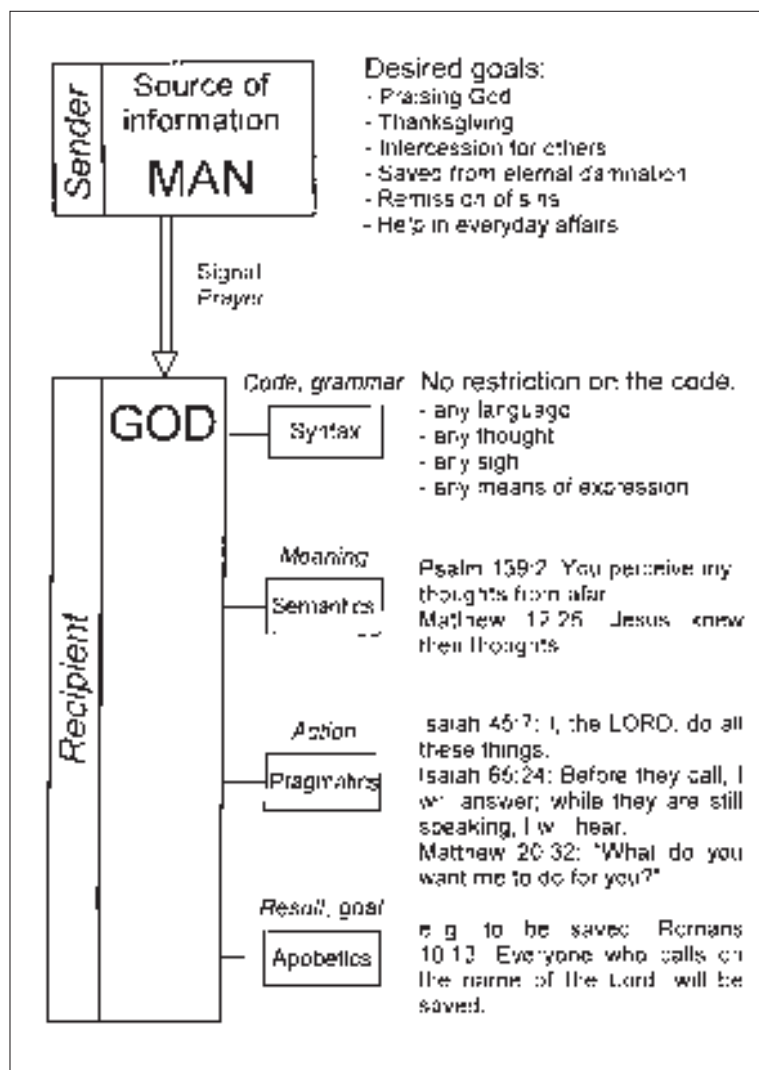 Sender
Source of
information
MAN
Desired goals:
- Praising God
- Thanksgiving
- Intercession for others
- Saved from eternal damnation
- Remission of sins
- Help in everyday affairs
Signal
Prayer
Recipient
GOD
Code, grammar
Syntax
No restriction on the code.
- any language
- any thought
- any sigh
- any means of expression
Meaning
Semantics
Psalm 139:2 You perceive my
thoughts from afar
Matthew 12:25 Jesus knew
their thoughts
Action
Pragmatics
Isaiah 45:7: I, the LORD, do all
these things.
Isaiah 65:24: Before they call, I
will answer; while they are still
speaking, I will hear.
Matthew 20:32: "What do you
want me to do for you?"
Result, goal
Apobetics
e.g. to be saved Romans
10:13 Everyone who calls on
the name of the Lord will be
saved.